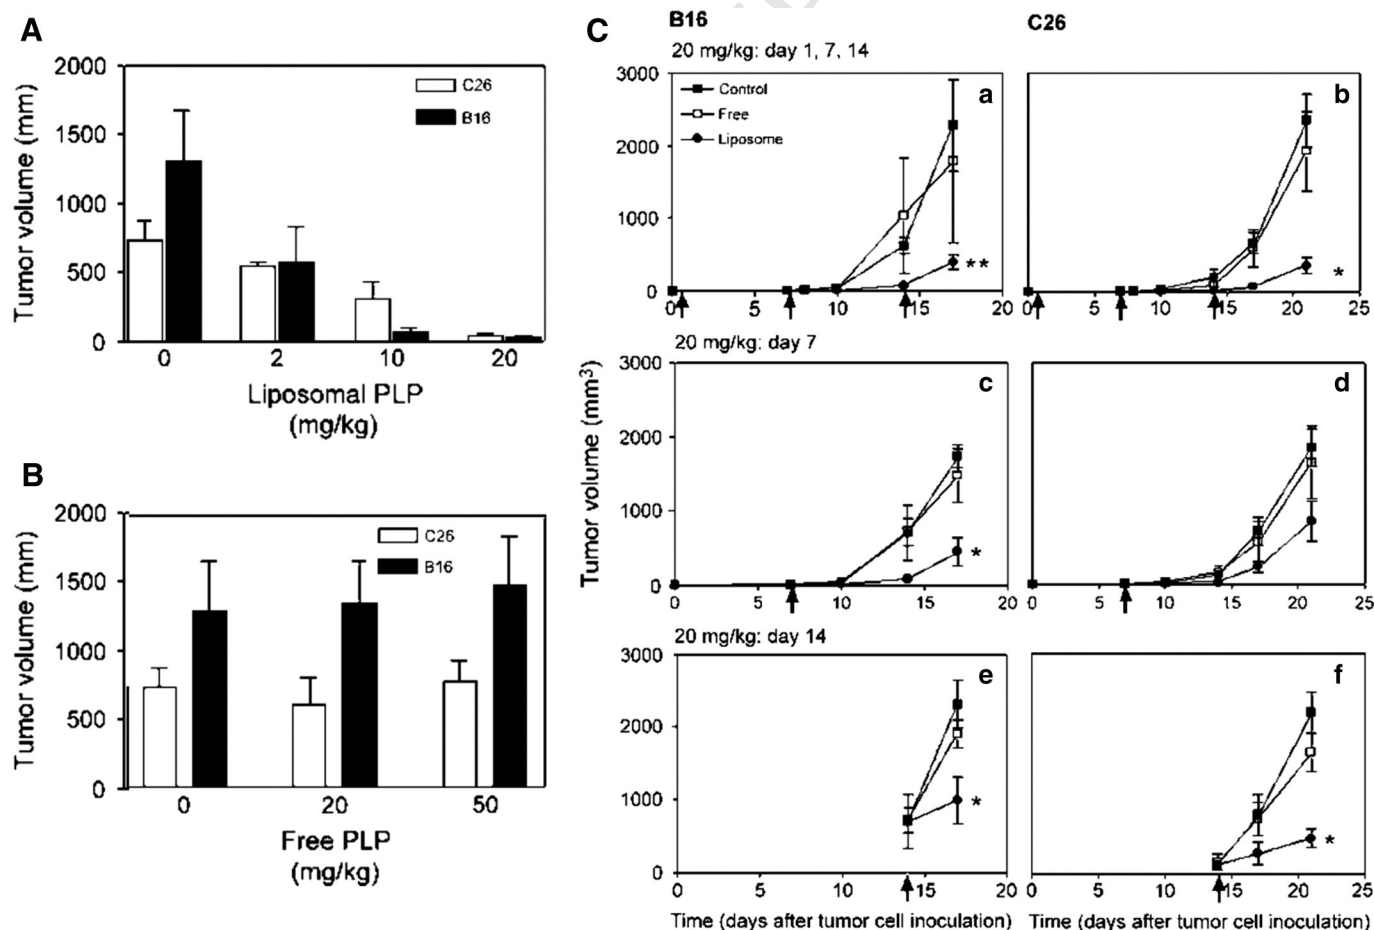 A
2000
1500
1000
500
0
Tumor volume (mm)
C26
B16
0 2 10 20
Liposomal PLP
(mg/kg)
B
2000
1500
1000
500
0
Tumor volume (mm)
C26
B16
0 20 50
Free PLP
(mg/kg)
C
B16
C26
20 mg/kg: day 1, 7, 14
3000
2000
1000
0
Control
Free
Liposome
a
**
0 5 10 15 20
b
*
0 5 10 15 20 25
20 mg/kg: day 7
Tumor volume (mm³)
3000
2000
1000
0
c
*
0 5 10 15 20
d
0 5 10 15 20 25
20 mg/kg: day 14
3000
2000
1000
0
e
*
0 5 10 15 20
f
*
0 5 10 15 20 25
Time (days after tumor cell inoculation)
Time (days after tumor cell inoculation)